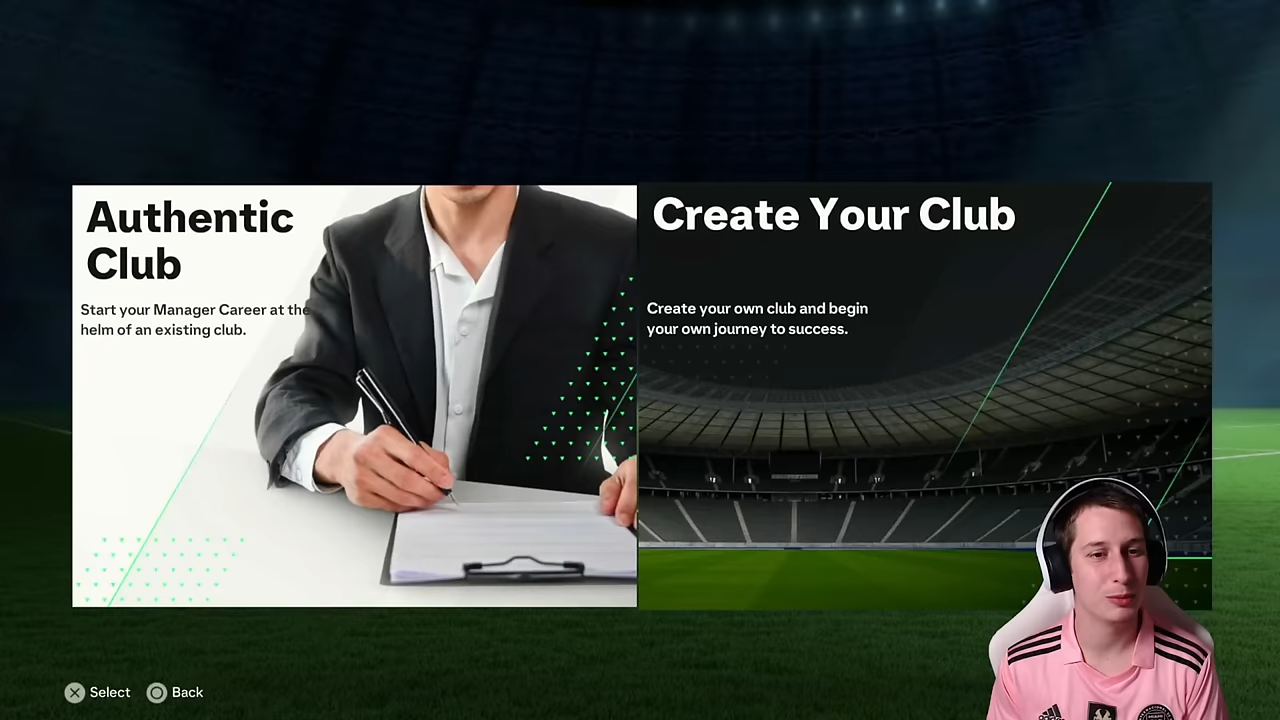 Authentic
Club
Start your Manager Career at the
helm of an existing club.
Create Your Club
Create your own club and begin
your own journey to success.
Select
Back